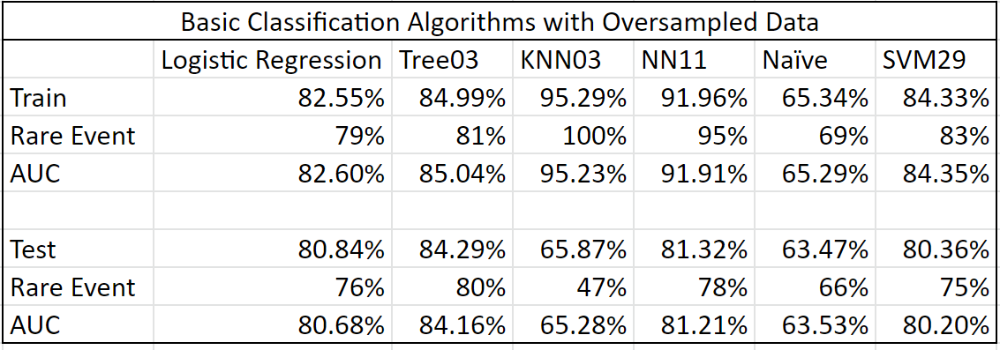 Basic Classification Algorithms with Oversampled Data
Logistic Regression Tree03 KNN03 NN11 Naïve SVM29
Train 82.55% 84.99% 95.29% 91.96% 65.34% 84.33%
Rare Event 79% 81% 100% 95% 69% 83%
AUC 82.60% 85.04% 95.23% 91.91% 65.29% 84.35%
Test 80.84% 84.29% 65.87% 81.32% 63.47% 80.36%
Rare Event 76% 80% 47% 78% 66% 75%
AUC 80.68% 84.16% 65.28% 81.21% 63.53% 80.20%